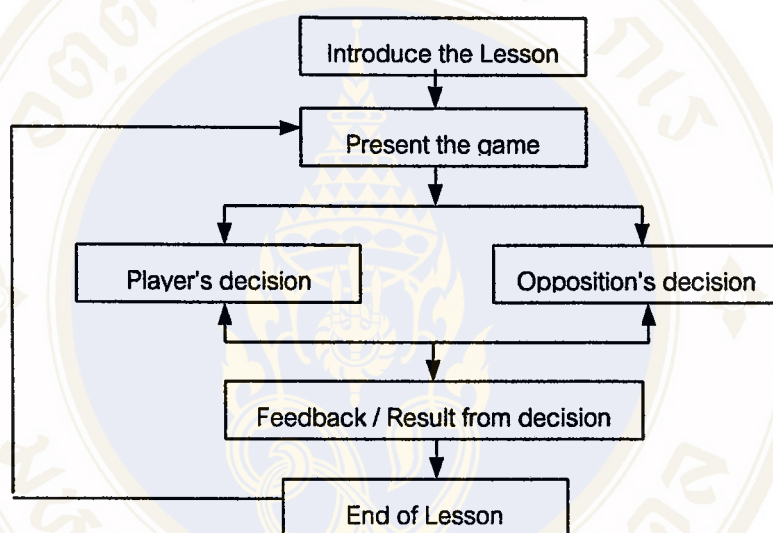 Introduce the Lesson
Present the game
Player's decision
Opposition's decision
Feedback / Result from decision
End of Lesson